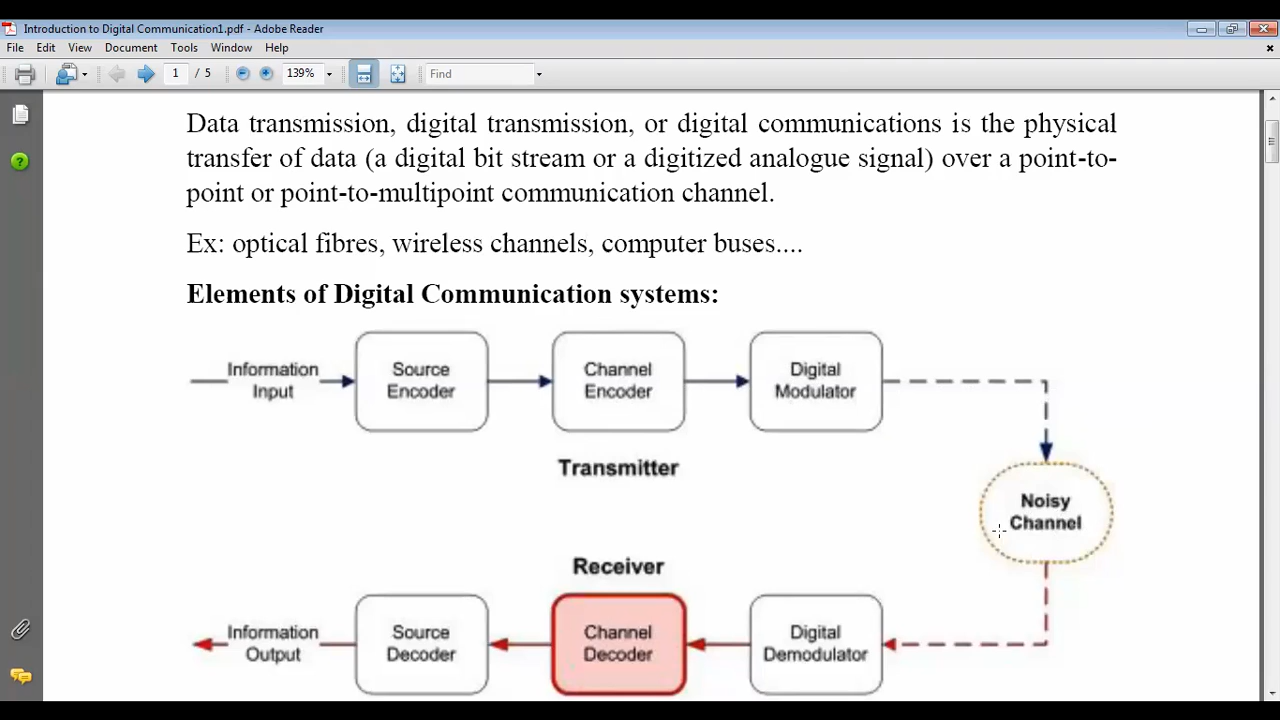 Introduction to Digital Communication1.pdf - Adobe Reader
File Edit View Document Tools Window Help
1 / 5 139% Find
Data transmission, digital transmission, or digital communications is the physical
transfer of data (a digital bit stream or a digitized analogue signal) over a point-to-
point or point-to-multipoint communication channel.
Ex: optical fibres, wireless channels, computer buses....
Elements of Digital Communication systems:
Information
Input
Source
Encoder
Channel
Encoder
Digital
Modulator
Transmitter
Noisy
Channel
Receiver
Information
Output
Source
Decoder
Channel
Decoder
Digital
Demodulator